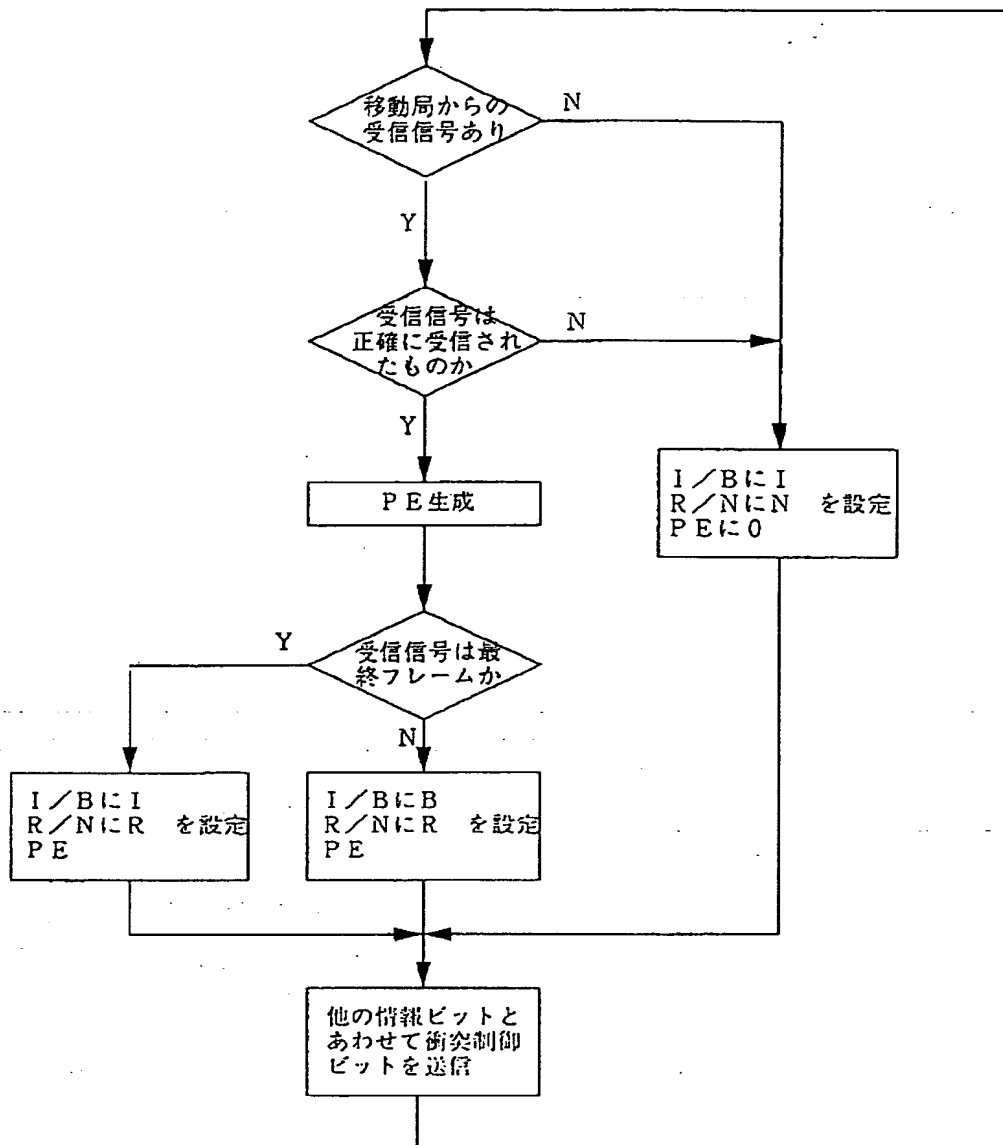 移動局からの
受信信号あり
N
Y
受信信号は
正確に受信され
たものか
N
Y
PE生成
I/BにI
R/NにN を設定
PEに0
受信信号は最
終フレームか
Y
N
I/BにI
R/NにR を設定
PE
I/BにB
R/NにR を設定
PE
他の情報ビットと
あわせて衝突制御
ビットを送信